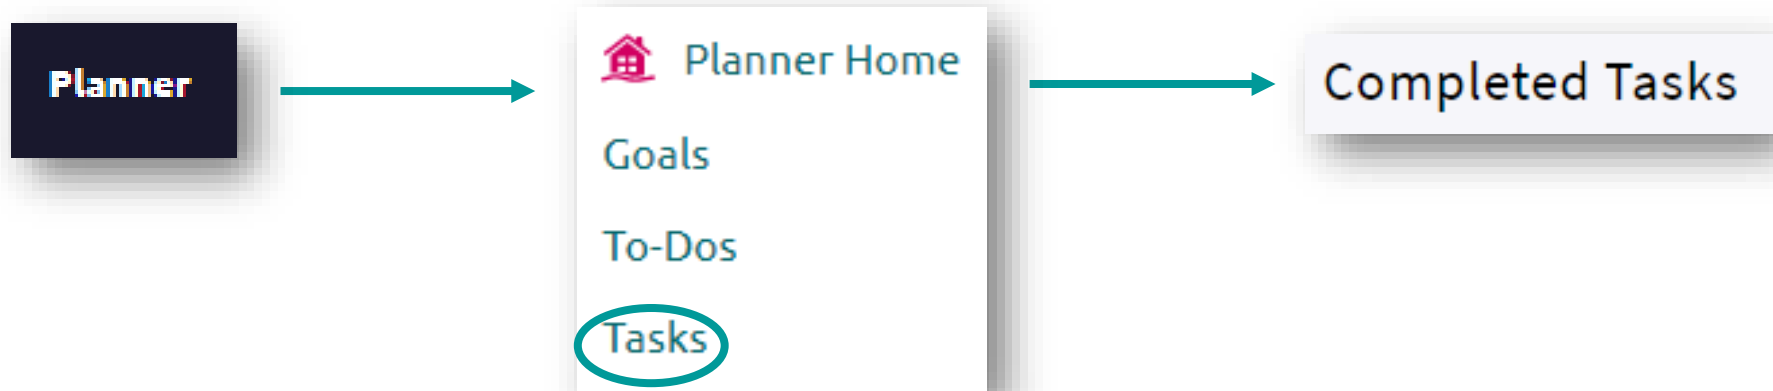 Planner
Planner Home
Goals
To-Dos
Tasks
Completed Tasks